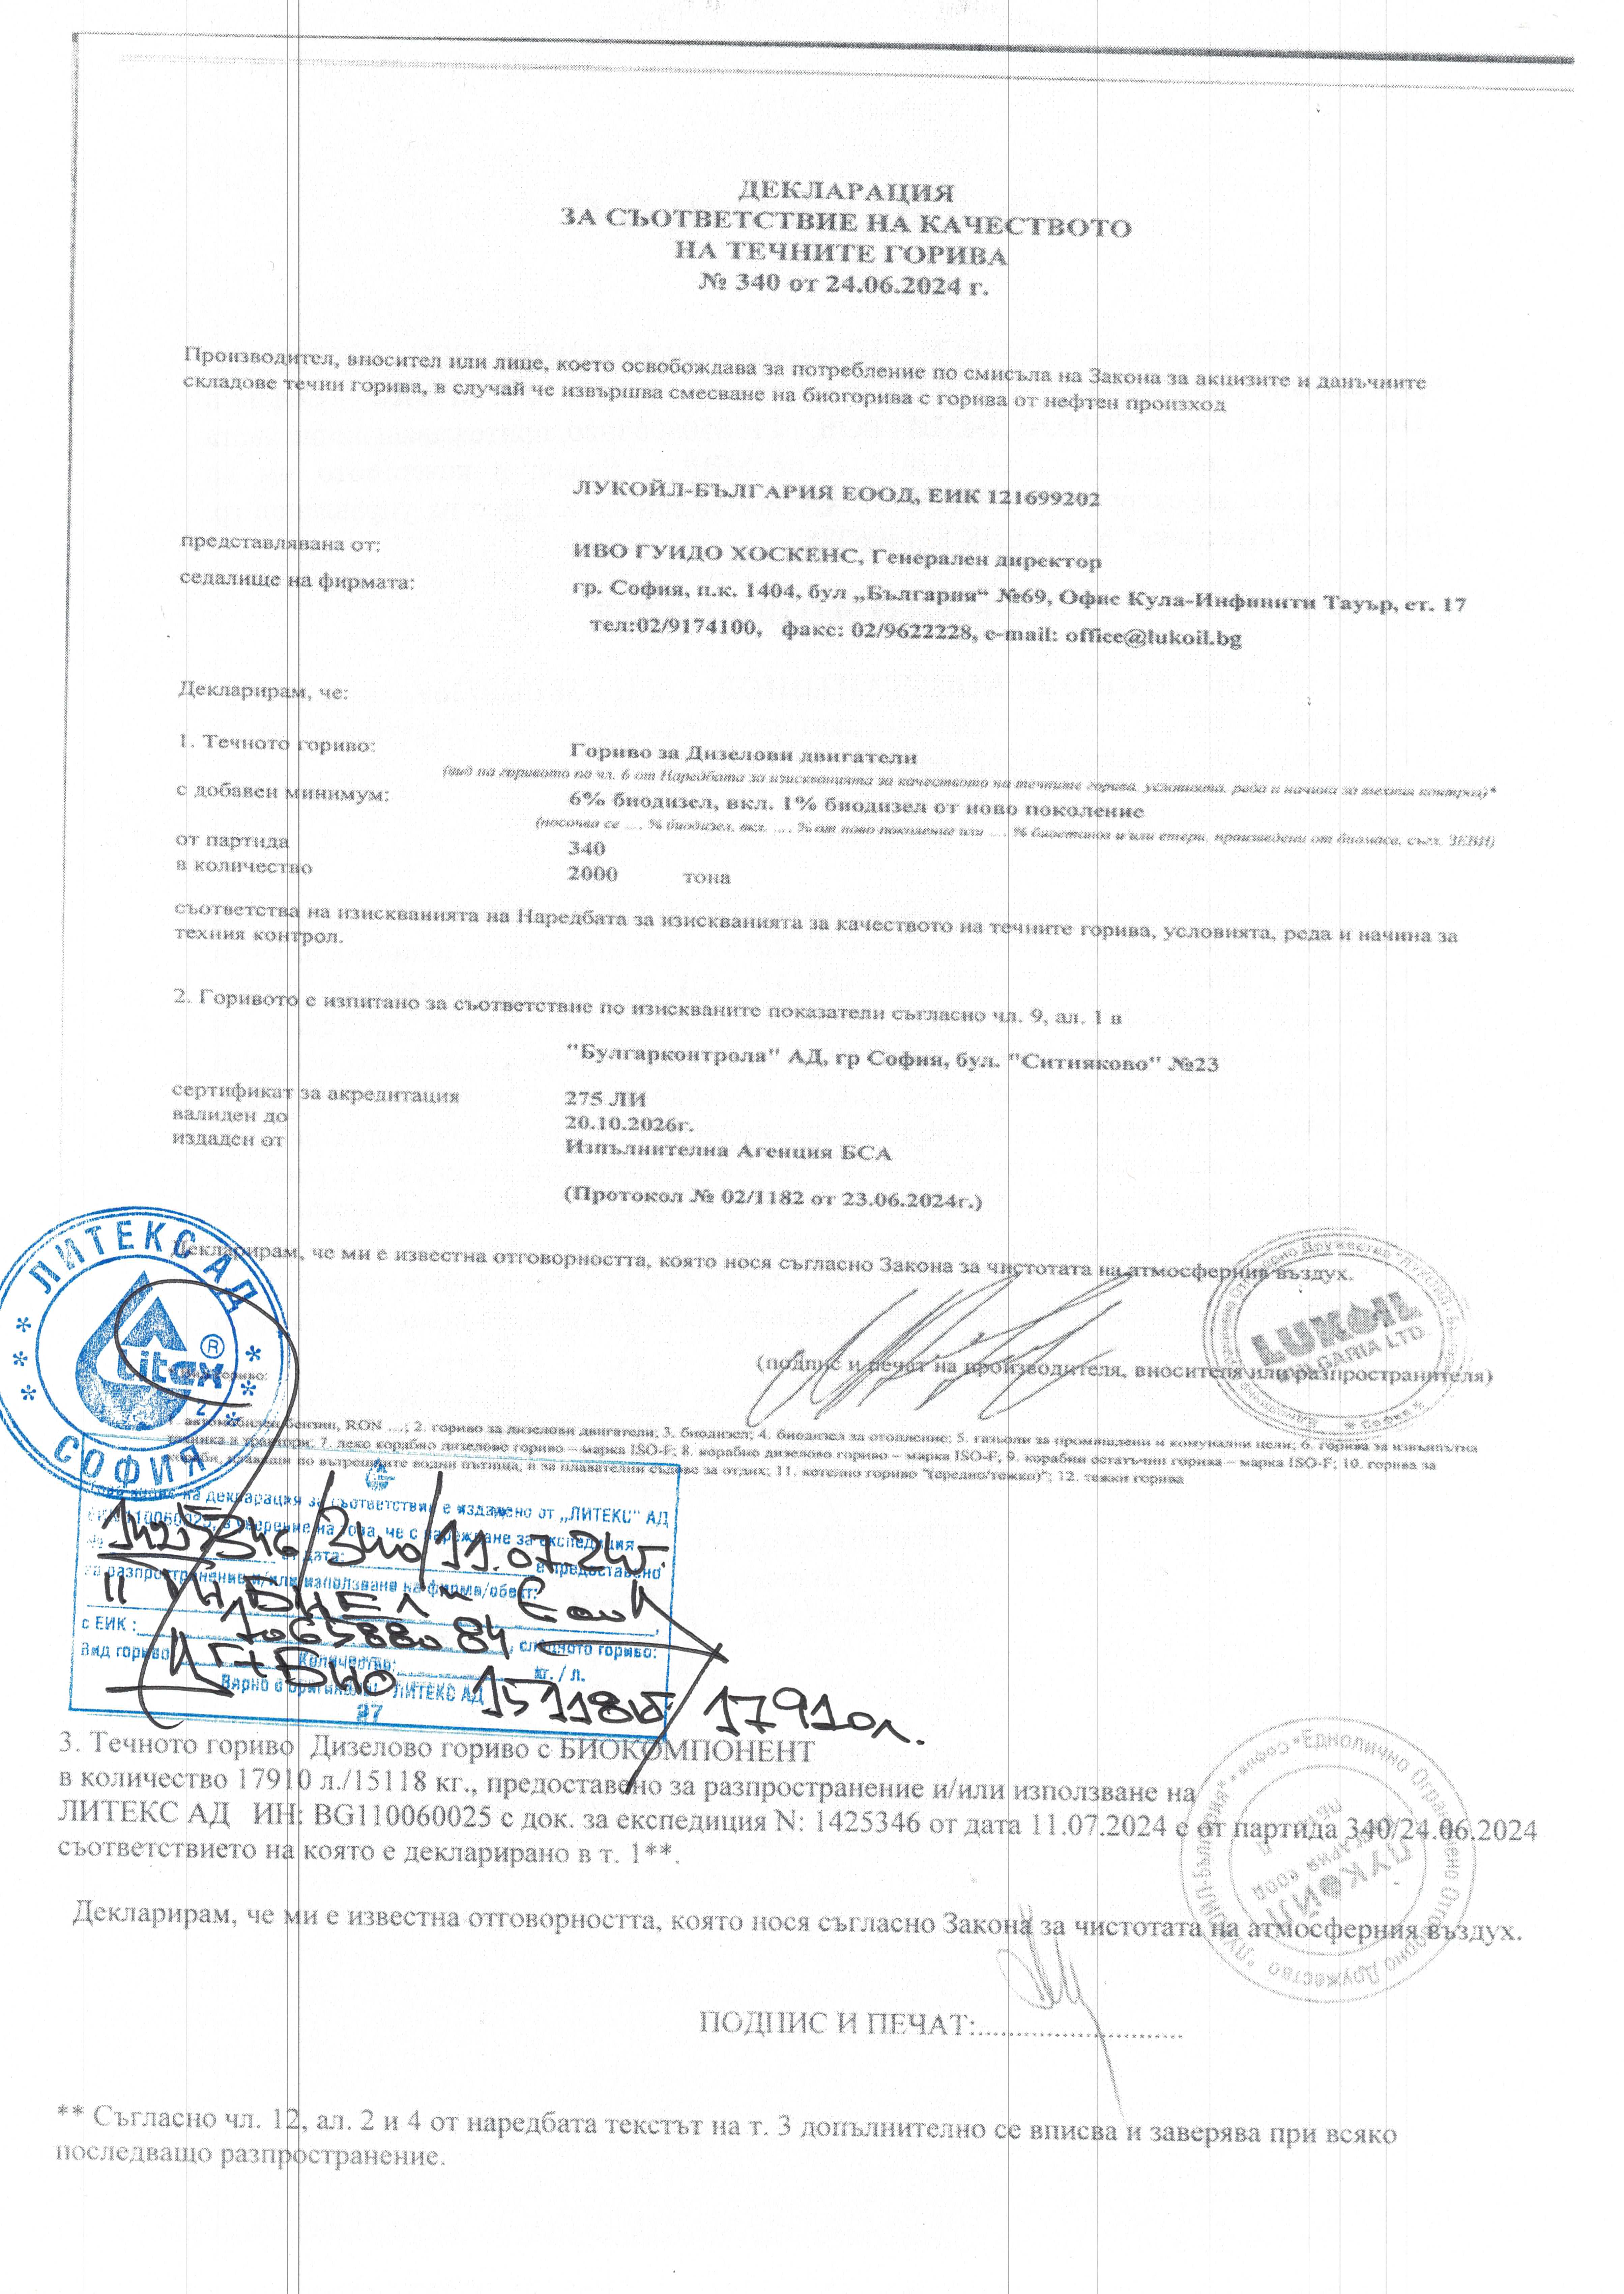 ДЕКЛАРАЦИЯ
ЗА СЪОТВЕТСТВИЕ НА КАЧЕСТВОТО
НА ТЕЧНИТЕ ГОРИВА
№ 340 от 24.06.2024 г.
Производител, вносител или лице, което освобождава за потребление по смисъла на Закона за акцизите и данъчните
складове течни горива, в случай че извършва смесване на биогорива с горива от нефтен произход
ЛУКОЙЛ-БЪЛГАРИЯ ЕООД, ЕИК 121699202
представлявана от: ИВО ГУИДО ХОСКЕНС, Генерален директор
седалище на фирмата: гр. София, п.к. 1404, бул „България“ №69, Офис Кула-Инфинити Тауър, ет. 17
тел:02/9174100, факс: 02/9622228, e-mail: office@lukoil.bg
Декларирам, че:
1. Течното гориво: Гориво за Дизелови двигатели
(вид на горивото по чл. 6 от Наредбата за изискванията за качеството на течните горива, условията, реда и начина за техния контрол)*
с добавен минимум: 6% биодизел, вкл. 1% биодизел от ново поколение
(посочва се … % биодизел, вкл. … % от ново поколение или … % биоетанол и/или етери, произведени от биомаса, съгл. ЗЕВИ)
от партида 340
в количество 2000 тона
съответства на изискванията на Наредбата за изискванията за качеството на течните горива, условията, реда и начина за
техния контрол.
2. Горивото е изпитано за съответствие по изискваните показатели съгласно чл. 9, ал. 1 в
"Булгарконтрола" АД, гр София, бул. "Ситняково" №23
сертификат за акредитация 275 ЛИ
валиден до 20.10.2026г.
издаден от Изпълнителна Агенция БСА
(Протокол № 02/1182 от 23.06.2024г.)
Декларирам, че ми е известна отговорността, която нося съгласно Закона за чистотата на атмосферния въздух.
ЛИТЕКС АД
Litex ®
2
СОФИЯ
LUKOIL
BULGARIA LTD.
(подпис и печат на производителя, вносителя или разпространителя)
гориво:
1. автомобилен бензин, RON …; 2. гориво за дизелови двигатели; 3. биодизел; 4. биодизел за отопление; 5. газьоли за промишлени и комунални цели; 6. горива за извънпътна
техника и трактори; 7. леко корабно дизелово гориво – марка ISO-F; 8. корабно дизелово гориво – марка ISO-F; 9. корабни остатъчни горива – марка ISO-F; 10. горива за
кораби, плаващи по вътрешните водни пътища, и за плавателни съдове за отдих; 11. котелно гориво "(средно/тежко)"; 12. тежки горива
на декларация за съответствие е издадено от „ЛИТЕКС“ АД
110060025, в уверение на това, че с нареждане за експедиция
1425346/340/11.07.24г.
от дата: е предоставено
за разпространение и/или използване на фирма/обект:
ЕООД
с ЕИК: следното гориво:
Вид гориво Количество: кг. / л.
15118кг/17910л.
Вярно с оригинала! ЛИТЕКС АД
27
3. Течното гориво Дизелово гориво с БИОКОМПОНЕНТ
в количество 17910 л./15118 кг., предоставено за разпространение и/или използване на
ЛИТЕКС АД ИН: BG110060025 с док. за експедиция N: 1425346 от дата 11.07.2024 е от партида 340/24.06.2024
съответствието на която е декларирано в т. 1**.
Еднолично Ограничено Отговорно Дружество "ЛУКОЙЛ-България" • София •
ЛУКОЙЛ
Декларирам, че ми е известна отговорността, която нося съгласно Закона за чистотата на атмосферния въздух.
ПОДПИС И ПЕЧАТ:...........................
** Съгласно чл. 12, ал. 2 и 4 от наредбата текстът на т. 3 допълнително се вписва и заверява при всяко
последващо разпространение.